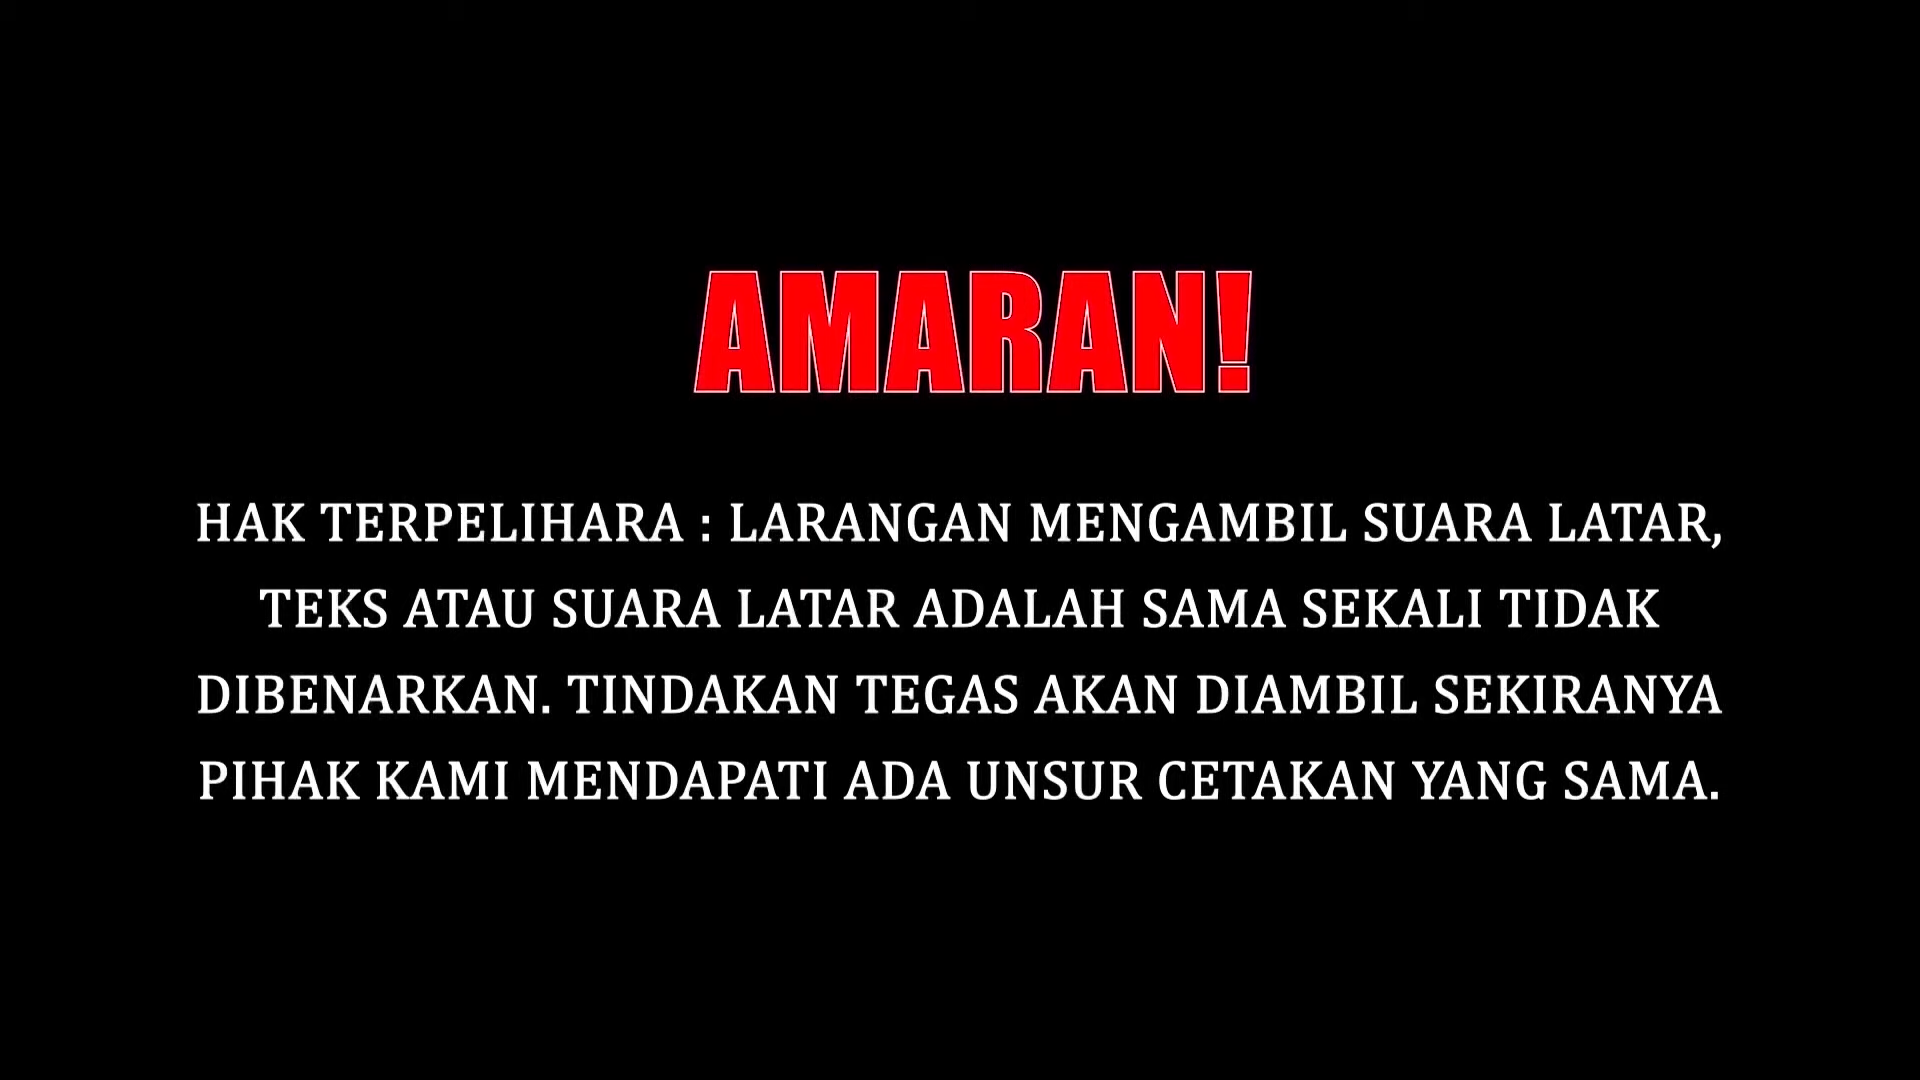 AMARAN!
HAK TERPELIHARA : LARANGAN MENGAMBIL SUARA LATAR,
TEKS ATAU SUARA LATAR ADALAH SAMA SEKALI TIDAK
DIBENARKAN. TINDAKAN TEGAS AKAN DIAMBIL SEKIRANYA
PIHAK KAMI MENDAPATI ADA UNSUR CETAKAN YANG SAMA.